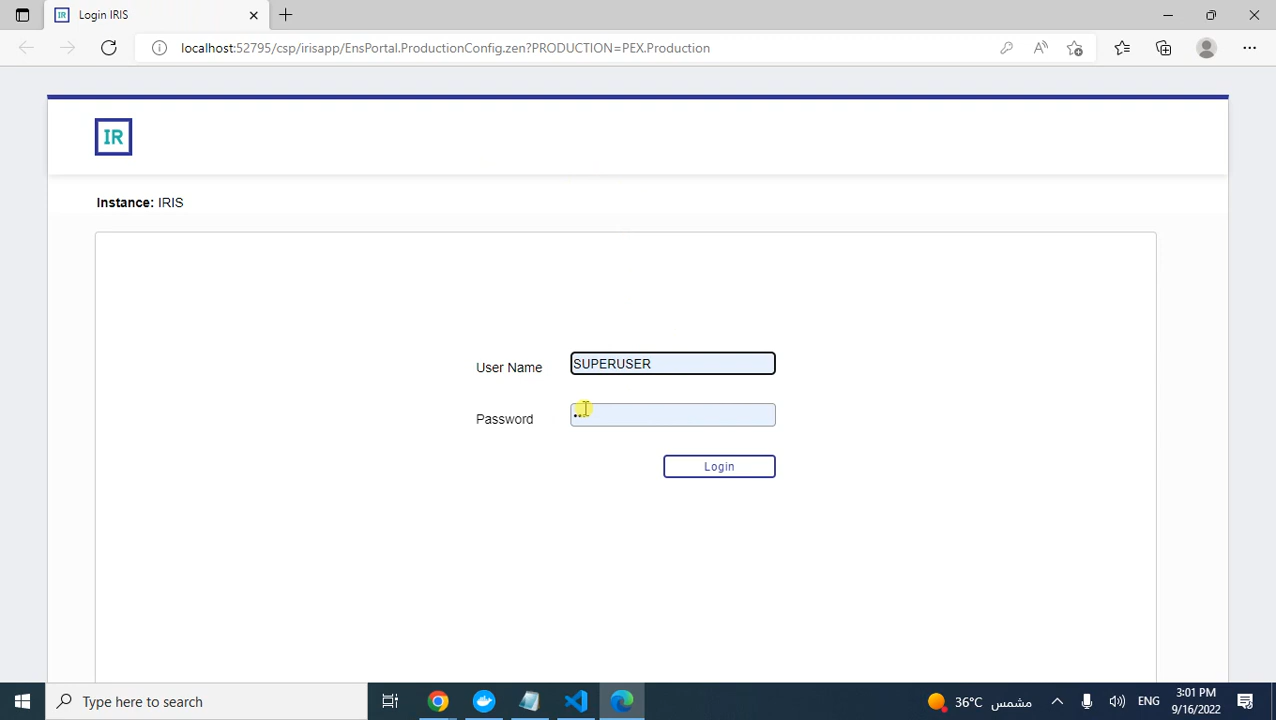 Login IRIS
localhost:52795/csp/irisapp/EnsPortal.ProductionConfig.zen?PRODUCTION=PEX.Production
IR
Instance: IRIS
User Name
SUPERUSER
Password
Login
Type here to search
36°C مشمس
ENG
3:01 PM
9/16/2022